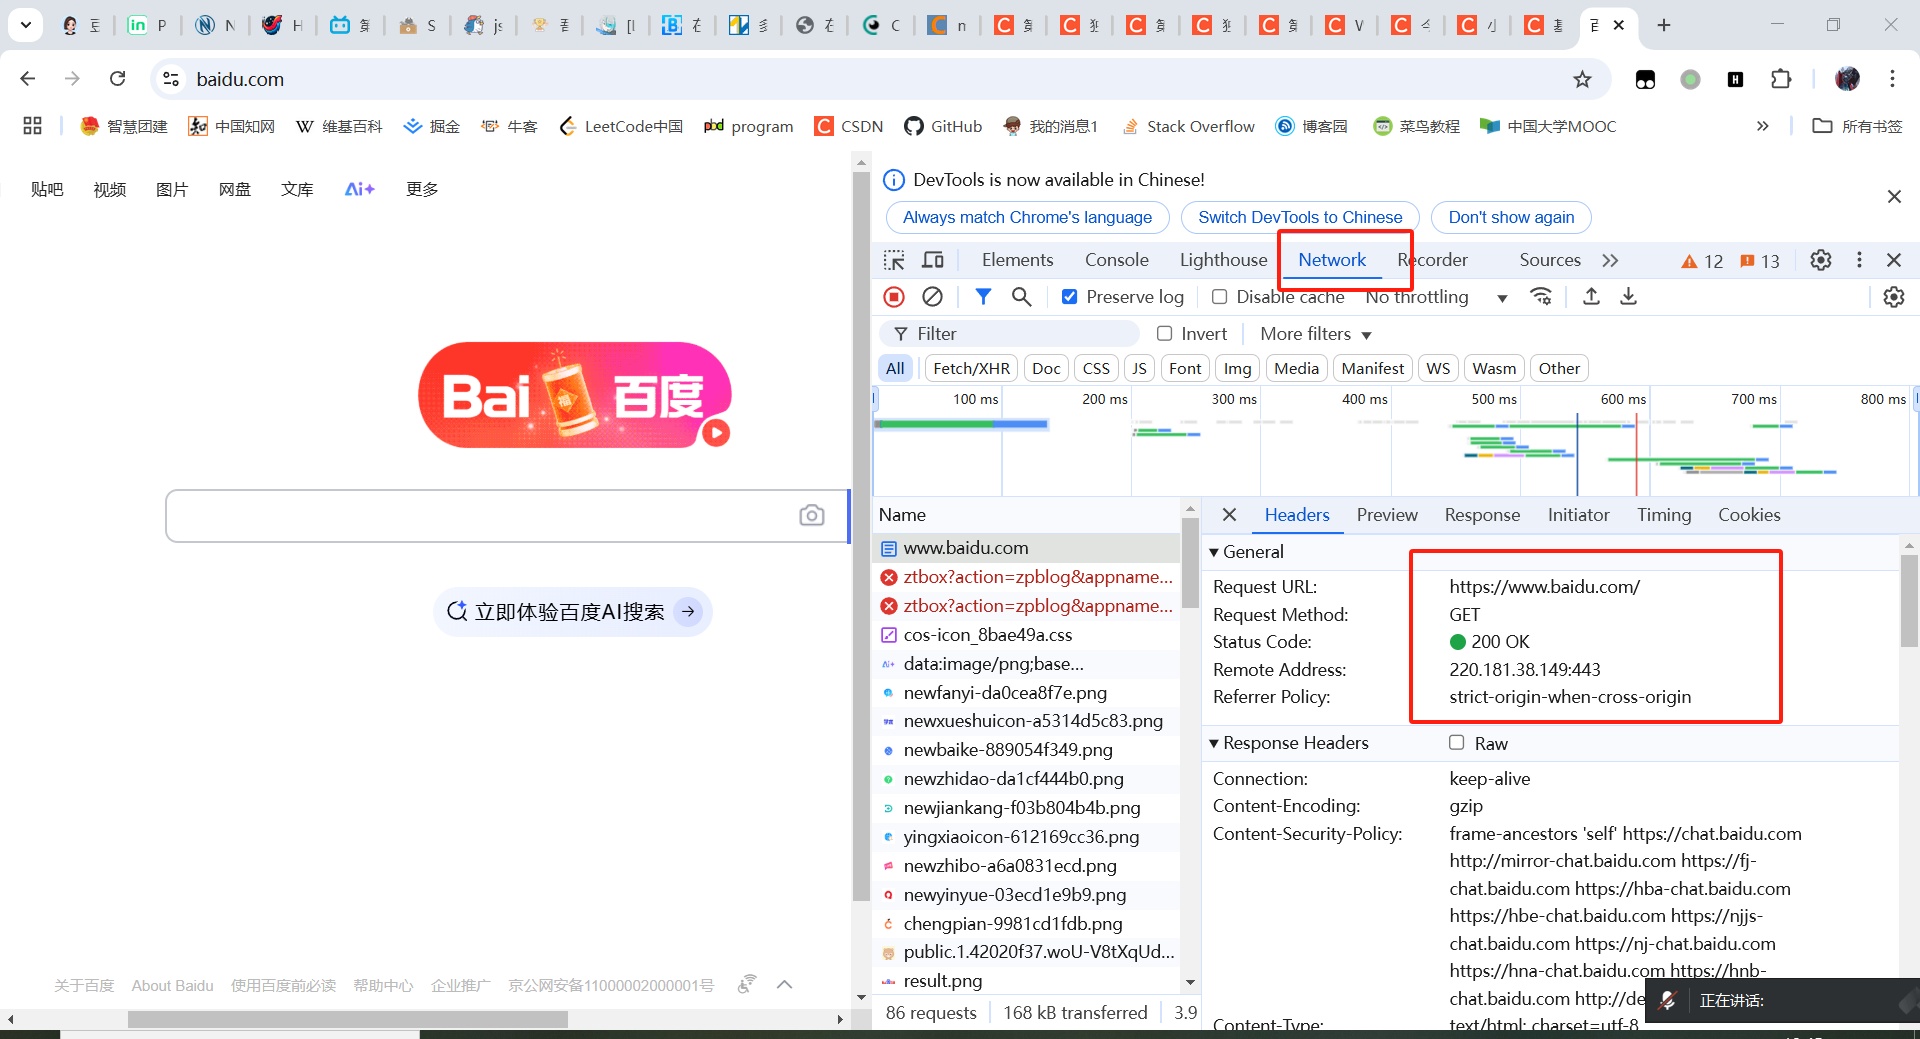 baidu.com
智慧团建 中国知网 维基百科 掘金 牛客 LeetCode中国 program CSDN GitHub 我的消息1 Stack Overflow 博客园 菜鸟教程 中国大学MOOC » 所有书签
贴吧 视频 图片 网盘 文库 Ai+ 更多
Bai 福 百度
立即体验百度AI搜索
关于百度 About Baidu 使用百度前必读 帮助中心 企业推广 京公网安备11000002000001号
DevTools is now available in Chinese!
Always match Chrome's language Switch DevTools to Chinese Don't show again
Elements Console Lighthouse Network Recorder Sources 12 13
Preserve log Disable cache No throttling
Filter Invert More filters
All Fetch/XHR Doc CSS JS Font Img Media Manifest WS Wasm Other
100 ms 200 ms 300 ms 400 ms 500 ms 600 ms 700 ms 800 ms
Name
www.baidu.com
ztbox?action=zpblog&appname...
ztbox?action=zpblog&appname...
cos-icon_8bae49a.css
data:image/png;base...
newfanyi-da0cea8f7e.png
newxueshuicon-a5314d5c83.png
newbaike-889054f349.png
newzhidao-da1cf444b0.png
newjiankang-f03b804b4b.png
yingxiaoicon-612169cc36.png
newzhibo-a6a0831ecd.png
newyinyue-03ecd1e9b9.png
chengpian-9981cd1fdb.png
public.1.42020f37.woU-V8tXqUd...
result.png
86 requests 168 kB transferred 3.9
Headers Preview Response Initiator Timing Cookies
General
Request URL: https://www.baidu.com/
Request Method: GET
Status Code: 200 OK
Remote Address: 220.181.38.149:443
Referrer Policy: strict-origin-when-cross-origin
Response Headers Raw
Connection: keep-alive
Content-Encoding: gzip
Content-Security-Policy: frame-ancestors 'self' https://chat.baidu.com
http://mirror-chat.baidu.com https://fj-
chat.baidu.com https://hba-chat.baidu.com
https://hbe-chat.baidu.com https://njjs-
chat.baidu.com https://nj-chat.baidu.com
https://hna-chat.baidu.com https://hnb-
chat.baidu.com http://de
Content-Type: text/html; charset=utf-8
正在讲话: